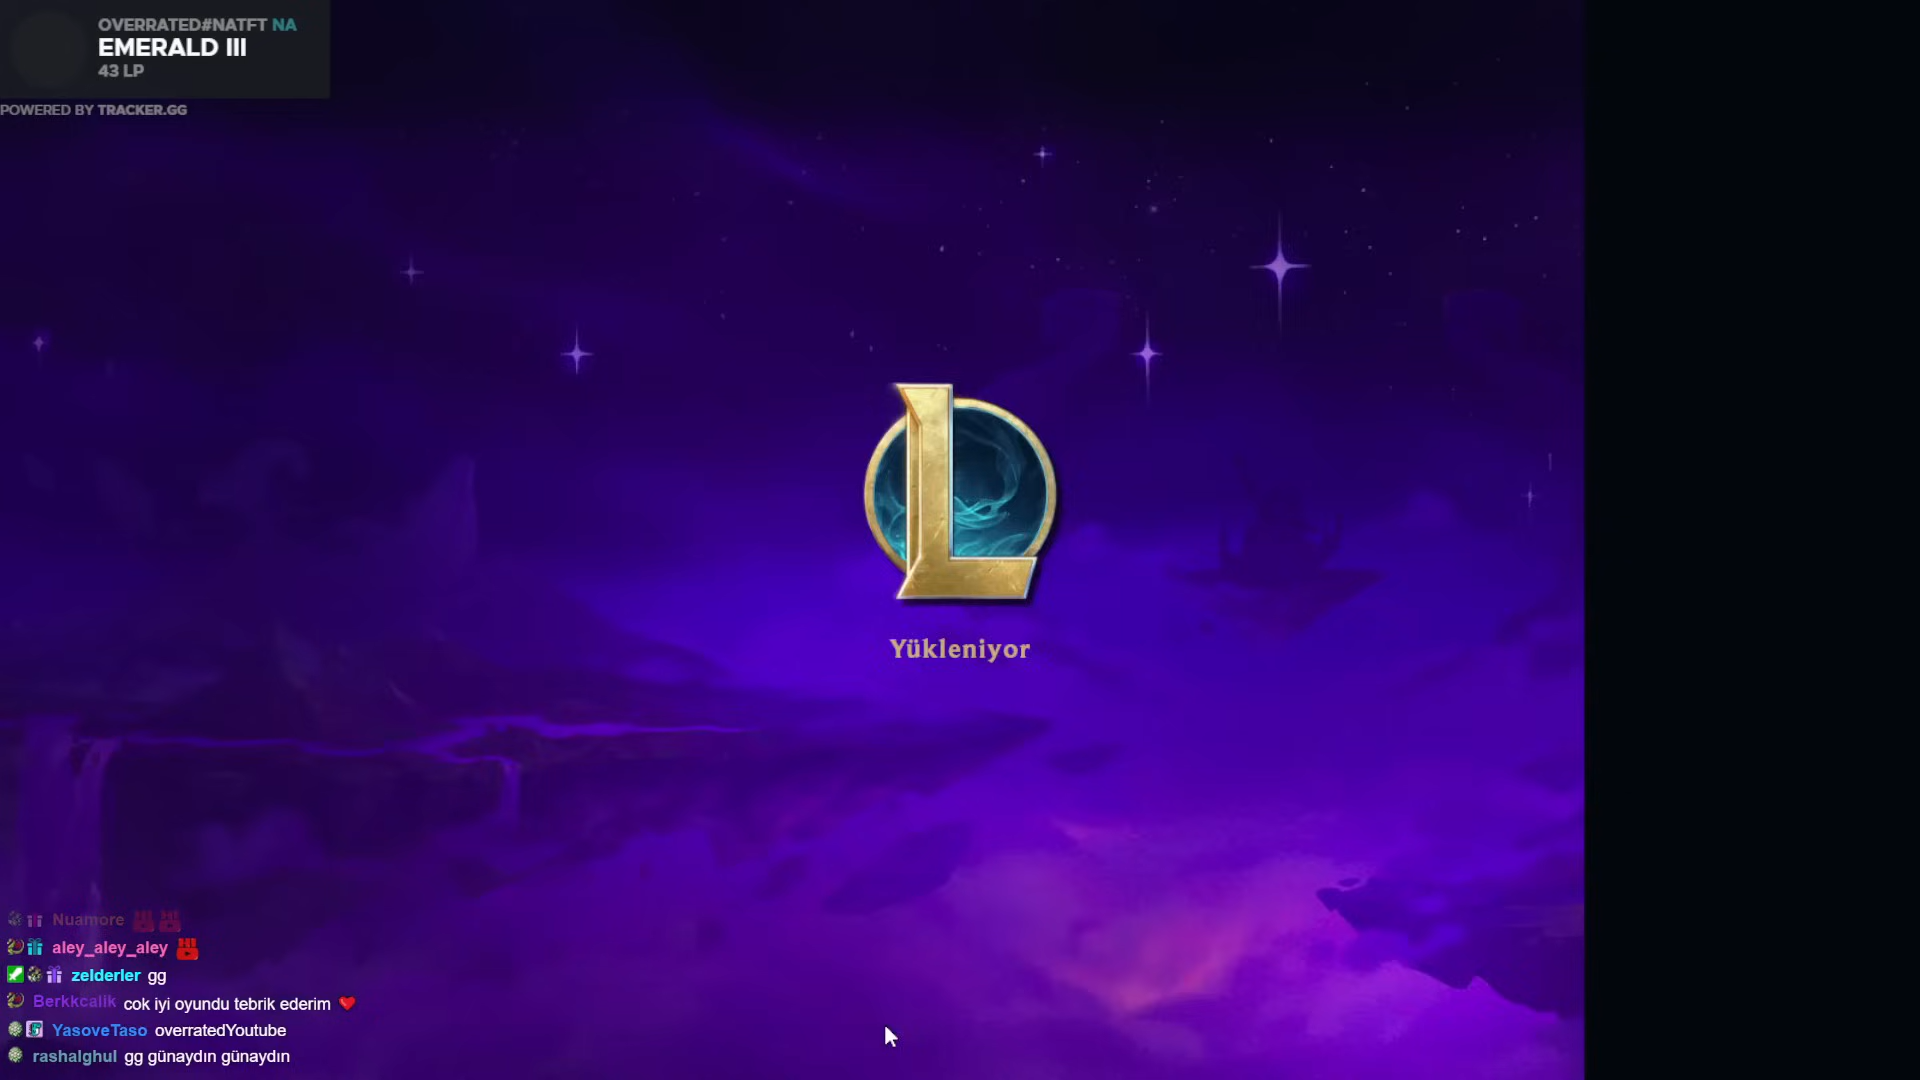 OVERRATED#NATFT NA
EMERALD III
43 LP
POWERED BY TRACKER.GG
Yükleniyor
Nuamore
aley_aley_aley
zelderler gg
Berkkcalik cok iyi oyundu tebrik ederim
YasoveTaso overratedYoutube
rashalghul gg günaydın günaydın